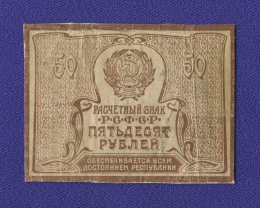 50 50
РАСЧЕТНЫЙ ЗНАК
Р•С•Ф•С•Р
ПЯТЬДЕСЯТ
РУБЛЕЙ
ОБЕСПЕЧИВАЕТСЯ ВСЕМ
ДОСТОЯНИЕМ РЕСПУБЛИКИ